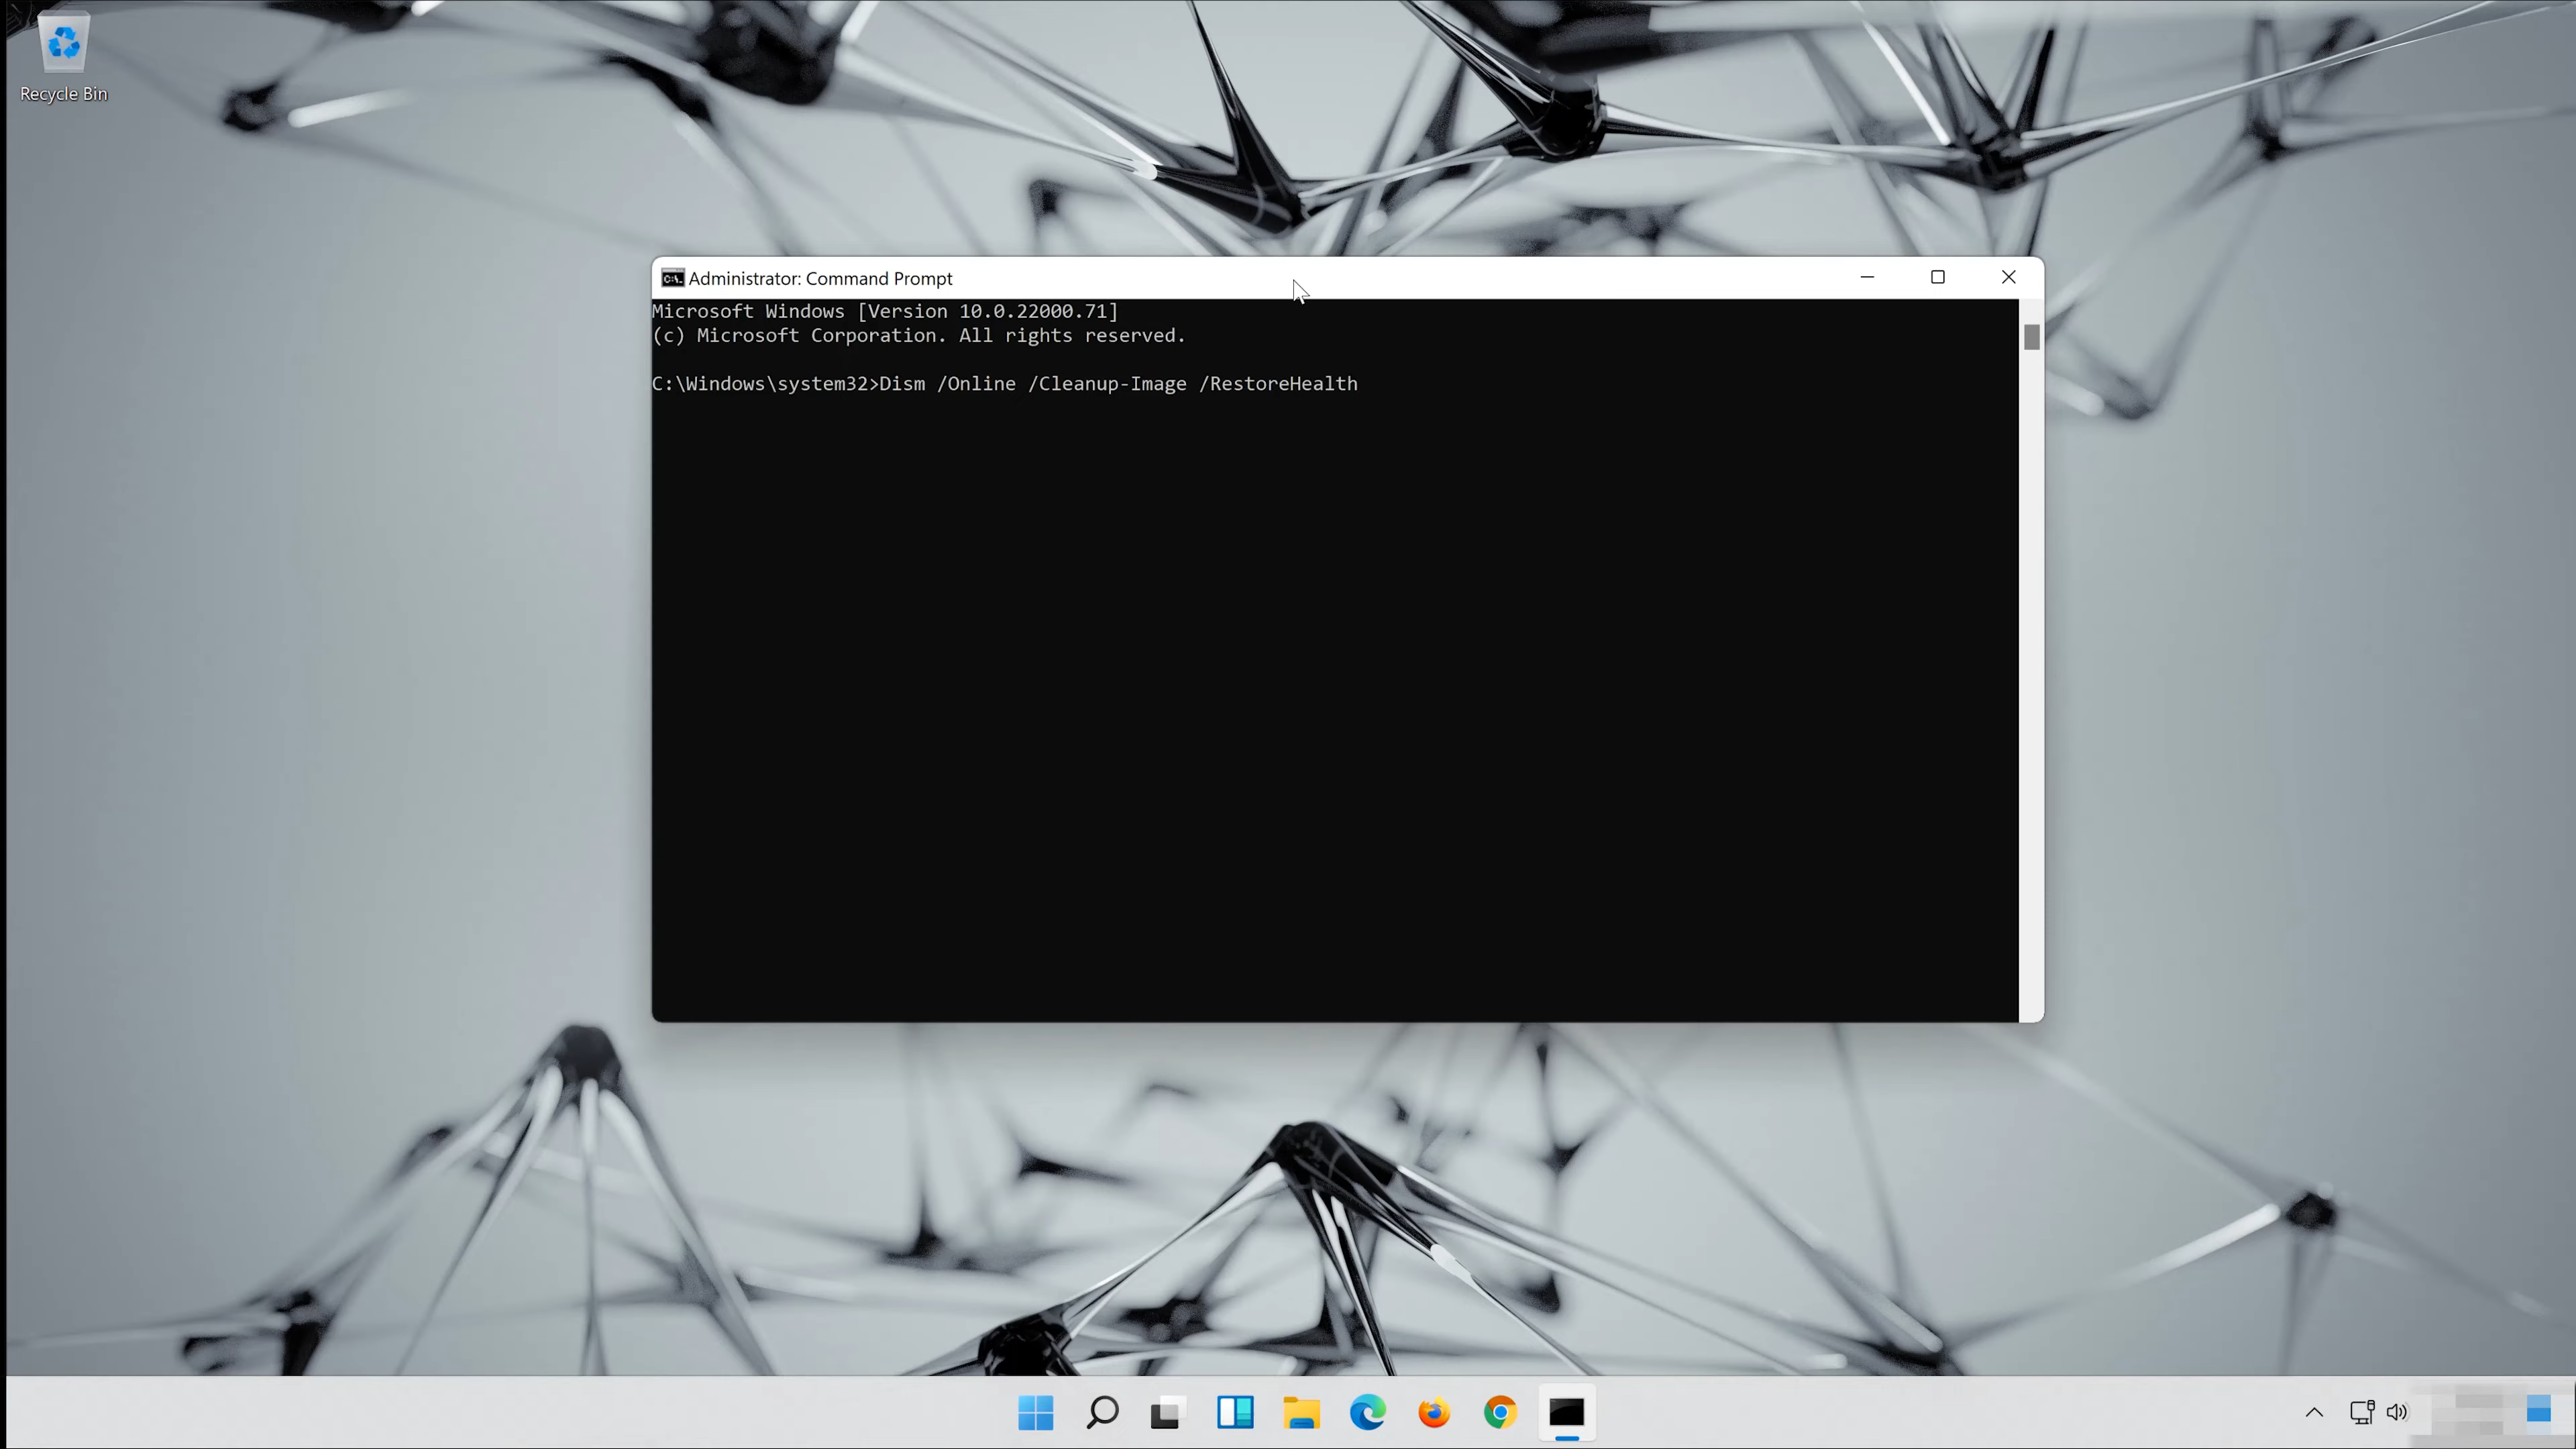 Recycle Bin
Administrator: Command Prompt
Microsoft Windows [Version 10.0.22000.71]
(c) Microsoft Corporation. All rights reserved.
C:\Windows\system32>Dism /Online /Cleanup-Image /RestoreHealth